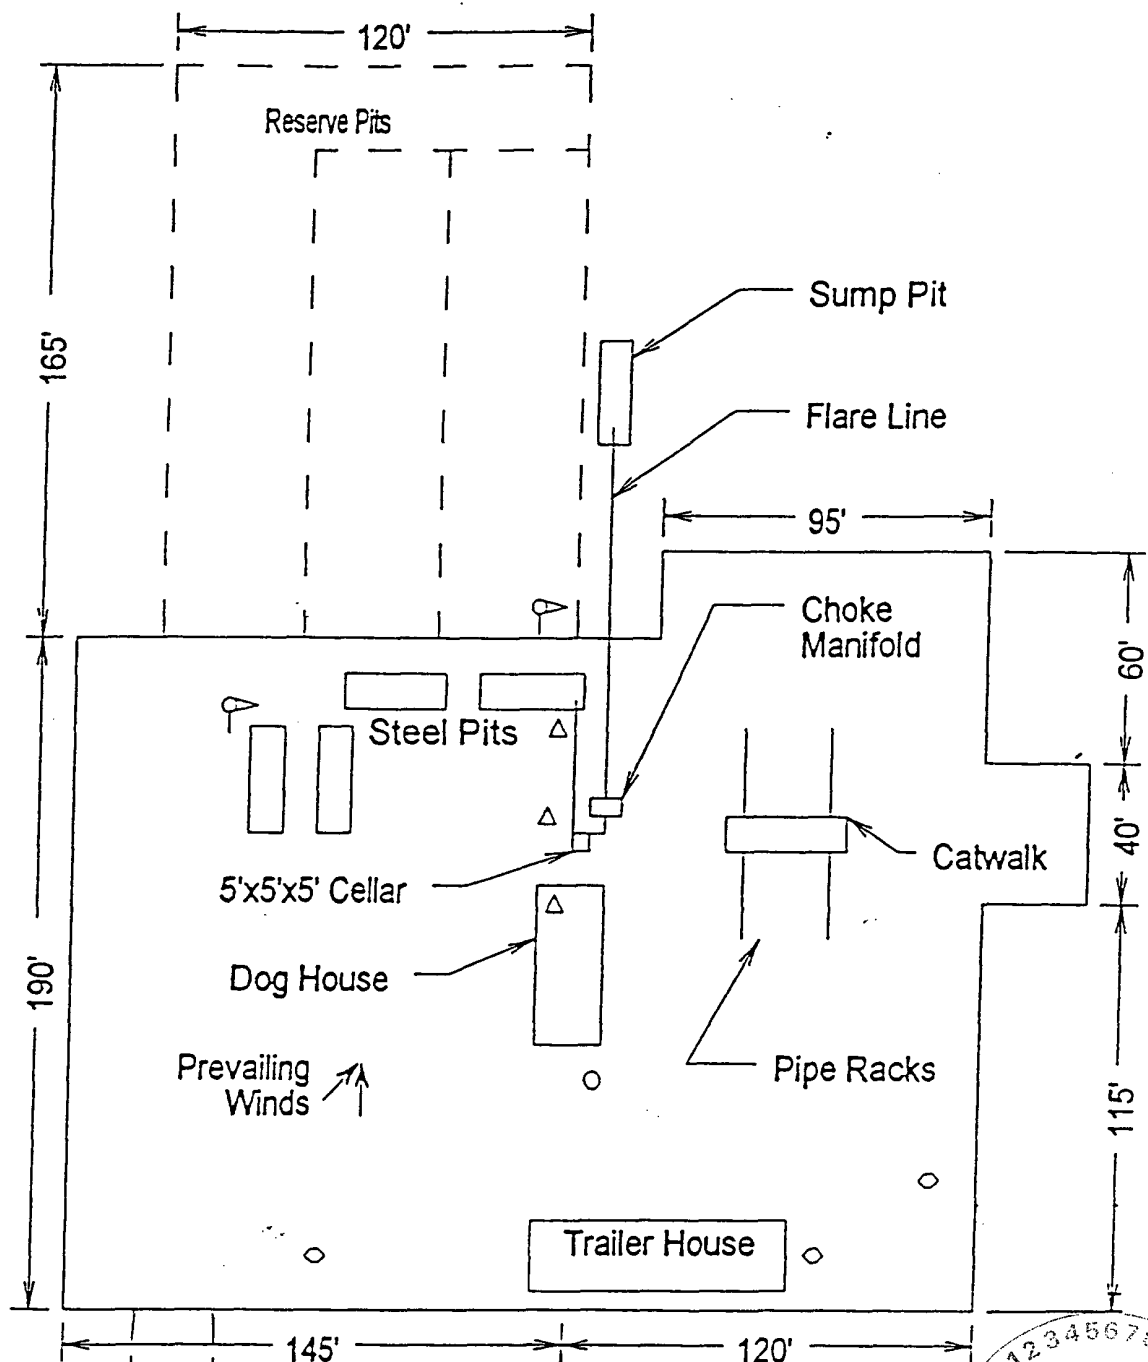 120'
Reserve Pits
165'
Sump Pit
Flare Line
95'
Choke
Manifold
60'
Steel Pits
40'
Catwalk
5'x5'x5' Cellar
Dog House
190'
Prevailing
Winds
Pipe Racks
115'
Trailer House
145'
120'
1234567